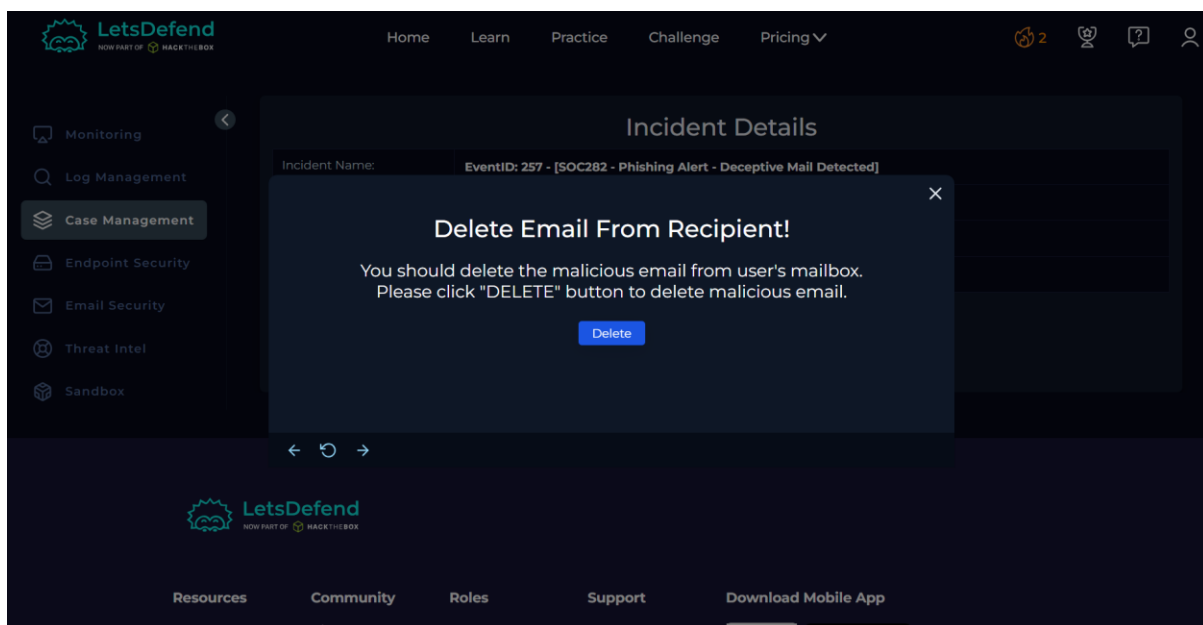 LetsDefend
NOW PART OF HACKTHEBOX
Home Learn Practice Challenge Pricing
2
Monitoring
Log Management
Case Management
Endpoint Security
Email Security
Threat Intel
Sandbox
Incident Details
Incident Name: EventID: 257 - [SOC282 - Phishing Alert - Deceptive Mail Detected]
Delete Email From Recipient!
You should delete the malicious email from user's mailbox.
Please click "DELETE" button to delete malicious email.
Delete
LetsDefend
NOW PART OF HACKTHEBOX
Resources Community Roles Support Download Mobile App